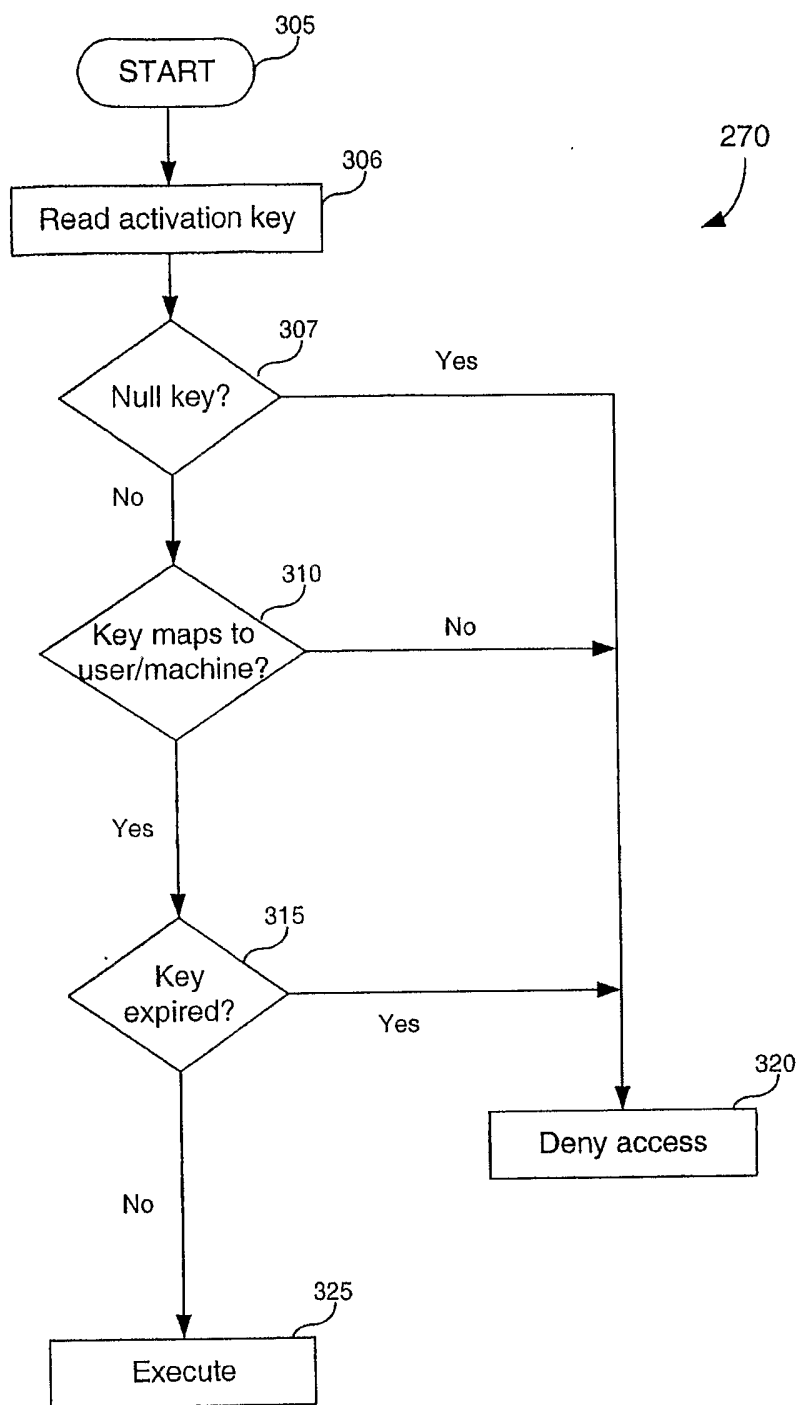 305
START
270
306
Read activation key
307
Yes
Null key?
No
310
Key maps to
user/machine?
No
Yes
315
Key
expired?
Yes
320
Deny access
No
325
Execute